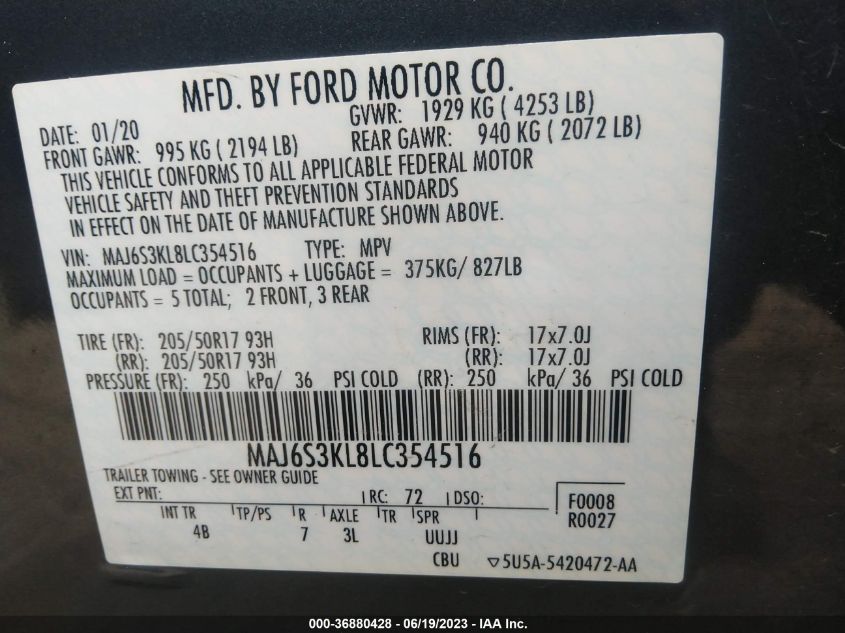 MFD. BY FORD MOTOR CO.
DATE: 01/20 GVWR: 1929 KG ( 4253 LB)
FRONT GAWR: 995 KG ( 2194 LB) REAR GAWR: 940 KG ( 2072 LB)
THIS VEHICLE CONFORMS TO ALL APPLICABLE FEDERAL MOTOR
VEHICLE SAFETY AND THEFT PREVENTION STANDARDS
IN EFFECT ON THE DATE OF MANUFACTURE SHOWN ABOVE.
VIN: MAJ6S3KL8LC354516 TYPE: MPV
MAXIMUM LOAD = OCCUPANTS + LUGGAGE = 375KG/ 827LB
OCCUPANTS = 5 TOTAL; 2 FRONT, 3 REAR
TIRE (FR): 205/50R17 93H RIMS (FR): 17x7.0J
(RR): 205/50R17 93H (RR): 17x7.0J
PRESSURE (FR): 250 kPa/ 36 PSI COLD (RR): 250 kPa/ 36 PSI COLD
MAJ6S3KL8LC354516
TRAILER TOWING - SEE OWNER GUIDE
EXT PNT: RC: 72 DSO: F0008
R0027
INT TR TP/PS R AXLE TR SPR
4B 7 3L UUJJ
CBU ▽5U5A-5420472-AA
000-36880428 - 06/19/2023 - IAA Inc.